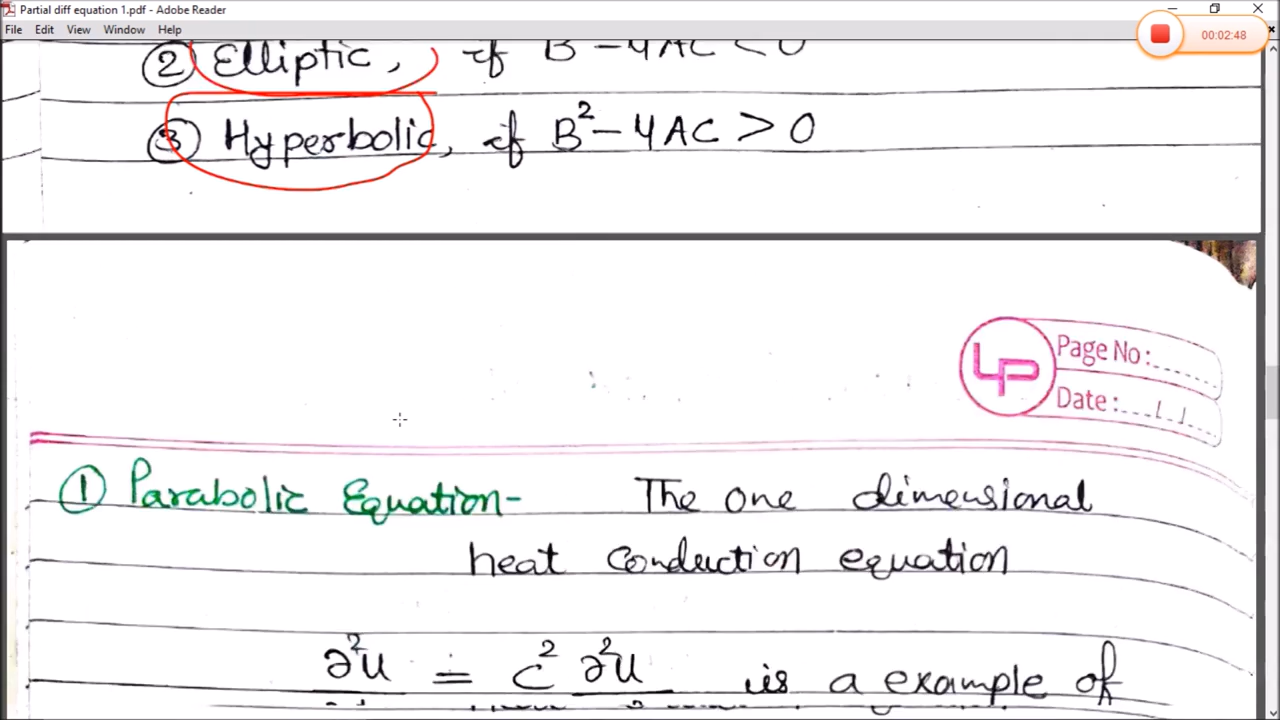 Partial diff equation 1.pdf - Adobe Reader
File Edit View Window Help
00:02:48
② Elliptic, if B - 4AC < 0
③ Hyperbolic, if B² - 4AC > 0
LP
Page No:
Date:
① Parabolic Equation- The one dimensional
heat conduction equation
∂²u = c² ∂²u is a example of